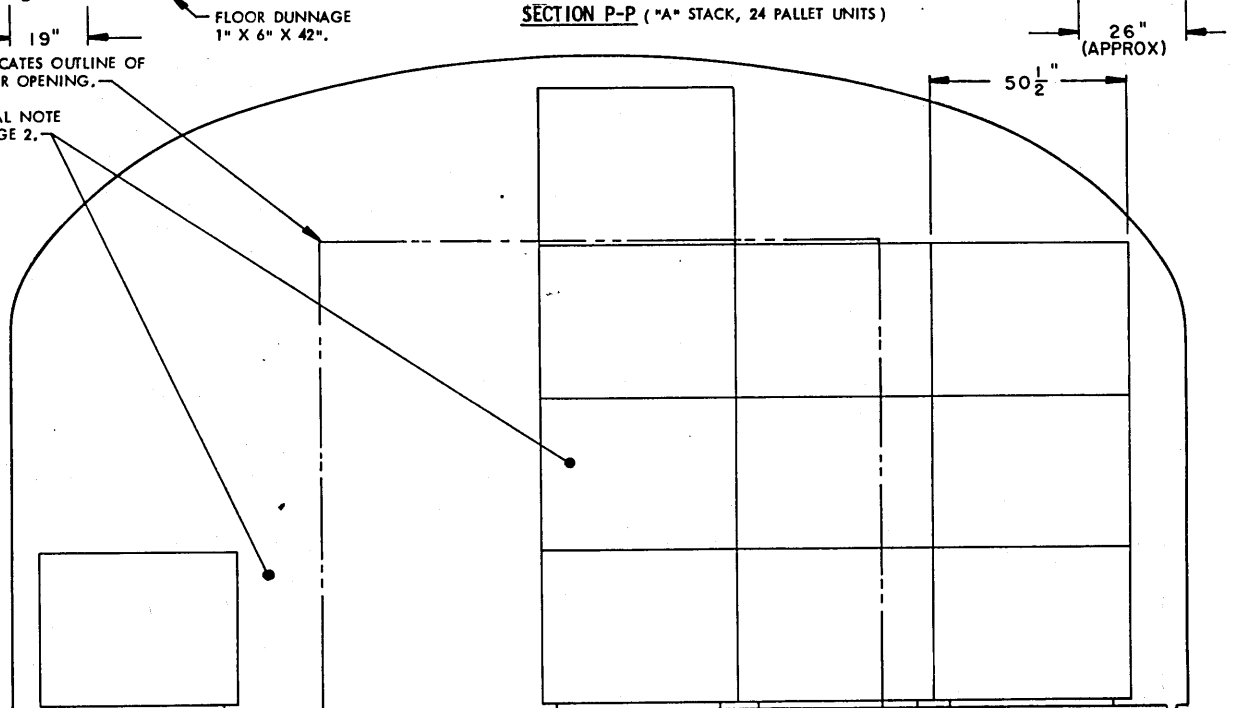 FLOOR DUNNAGE
1" X 6" X 42".
SECTION P-P ( "A" STACK, 24 PALLET UNITS )
19"
26"
(APPROX)
CATES OUTLINE OF
R OPENING.
50 1/2"
AL NOTE
GE 2.